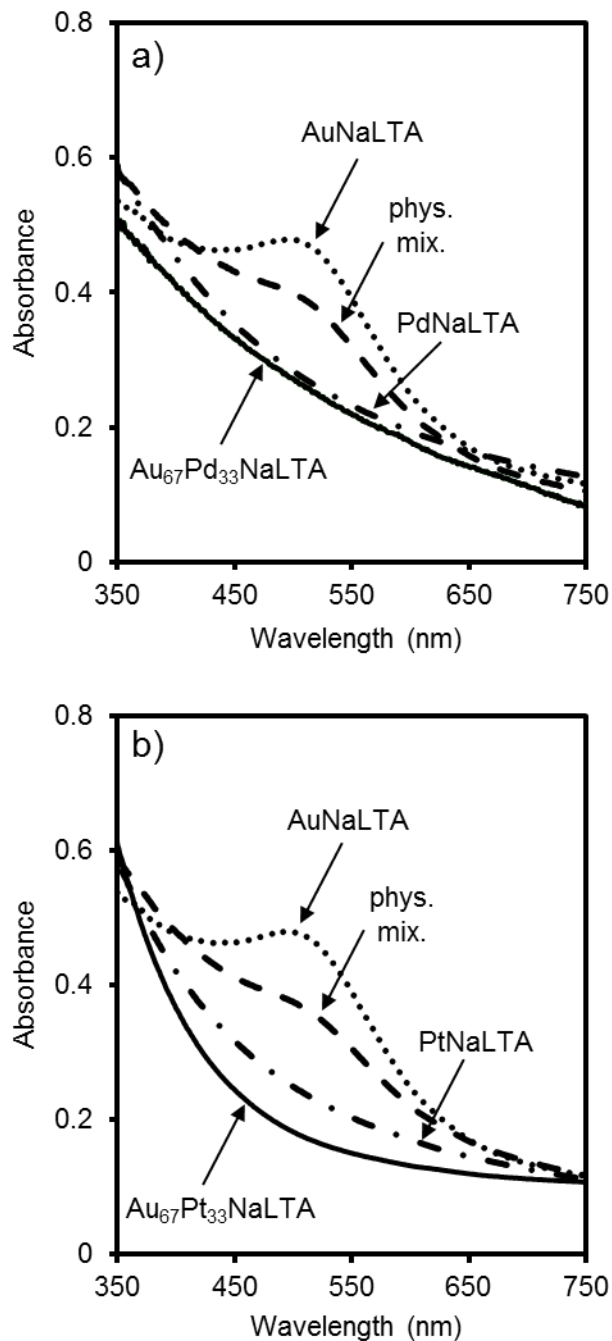 a)
0.8
0.6
0.4
0.2
0
Absorbance
AuNaLTA
phys.
mix.
PdNaLTA
Au₆₇Pd₃₃NaLTA
350 450 550 650 750
Wavelength (nm)
b)
0.8
0.6
0.4
0.2
0
Absorbance
AuNaLTA
phys.
mix.
PtNaLTA
Au₆₇Pt₃₃NaLTA
350 450 550 650 750
Wavelength (nm)